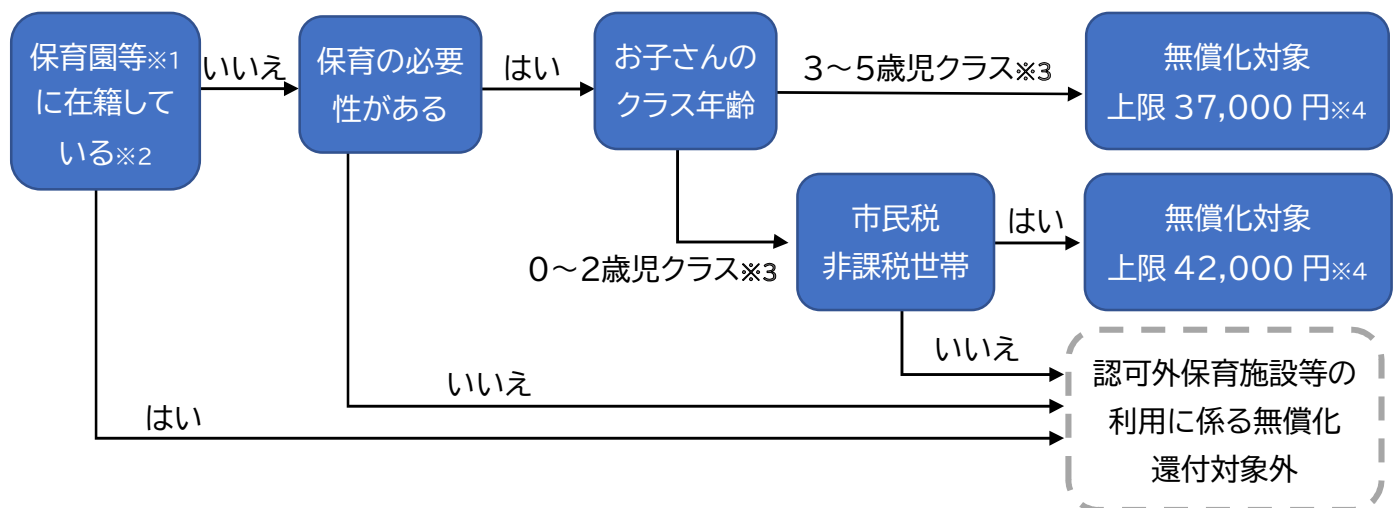 保育園等※1
に在籍して
いる※2
いいえ
保育の必要
性がある
はい
お子さんの
クラス年齢
3～5歳児クラス※3
無償化対象
上限 37,000 円※4
0～2歳児クラス※3
市民税
非課税世帯
はい
無償化対象
上限 42,000 円※4
いいえ
いいえ
はい
認可外保育施設等の
利用に係る無償化
還付対象外